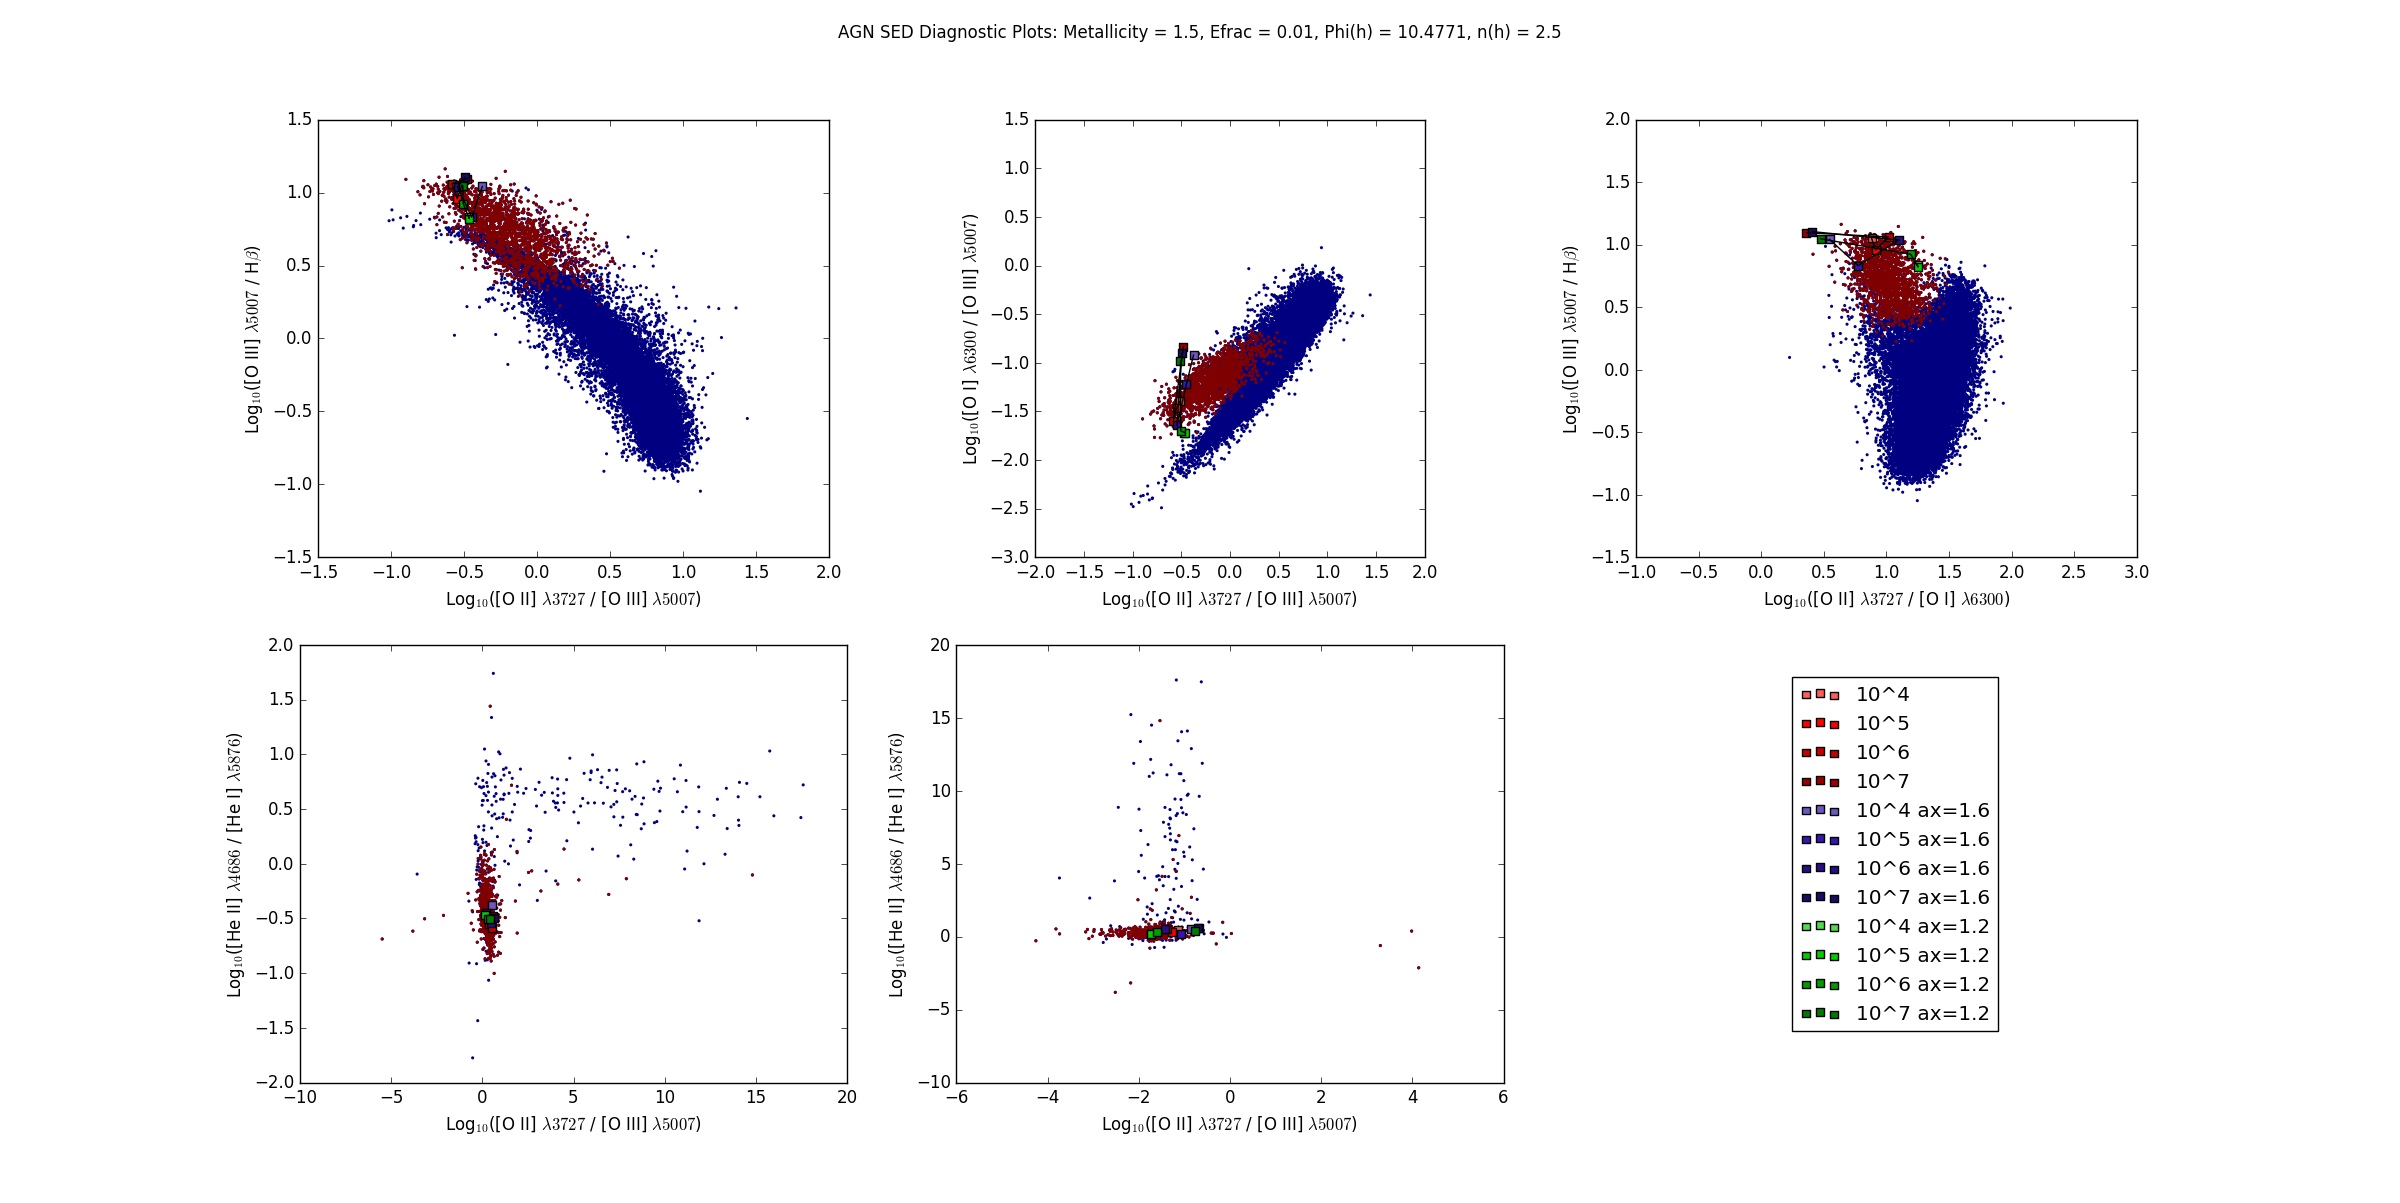 AGN SED Diagnostic Plots: Metallicity = 1.5, Efrac = 0.01, Phi(h) = 10.4771, n(h) = 2.5
Log₁₀([O III] λ5007 / Hβ)
1.5
1.0
0.5
0.0
−0.5
−1.0
−1.5
−1.5 −1.0 −0.5 0.0 0.5 1.0 1.5 2.0
Log₁₀([O II] λ3727 / [O III] λ5007)
Log₁₀([O I] λ6300 / [O III] λ5007)
1.5
1.0
0.5
0.0
−0.5
−1.0
−1.5
−2.0
−2.5
−3.0
−2.0 −1.5 −1.0 −0.5 0.0 0.5 1.0 1.5 2.0
Log₁₀([O II] λ3727 / [O III] λ5007)
Log₁₀([O III] λ5007 / Hβ)
2.0
1.5
1.0
0.5
0.0
−0.5
−1.0
−1.5
−1.0 −0.5 0.0 0.5 1.0 1.5 2.0 2.5 3.0
Log₁₀([O II] λ3727 / [O I] λ6300)
Log₁₀([He II] λ4686 / [He I] λ5876)
2.0
1.5
1.0
0.5
0.0
−0.5
−1.0
−1.5
−2.0
−10 −5 0 5 10 15 20
Log₁₀([O II] λ3727 / [O III] λ5007)
Log₁₀([He II] λ4686 / [He I] λ5876)
20
15
10
5
0
−5
−10
−6 −4 −2 0 2 4 6
Log₁₀([O II] λ3727 / [O III] λ5007)
10^4
10^5
10^6
10^7
10^4 ax=1.6
10^5 ax=1.6
10^6 ax=1.6
10^7 ax=1.6
10^4 ax=1.2
10^5 ax=1.2
10^6 ax=1.2
10^7 ax=1.2